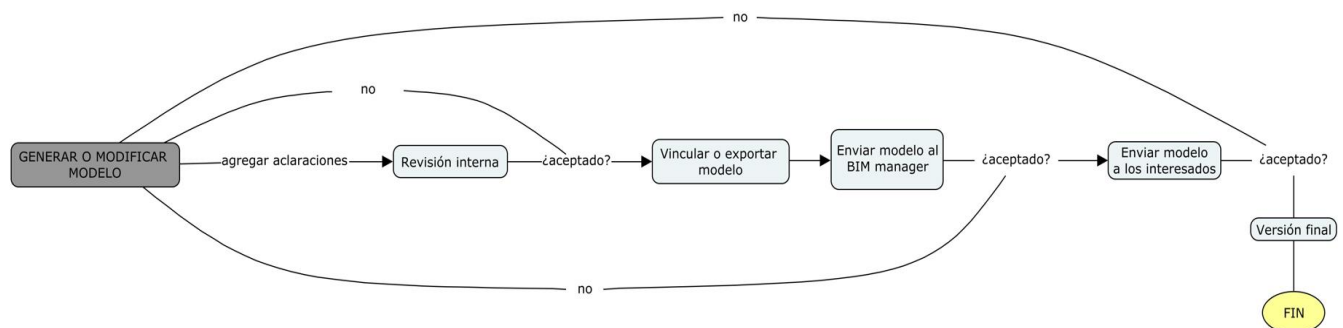 no
no
GENERAR O MODIFICAR
MODELO
agregar aclaraciones
Revisión interna
¿aceptado?
Vincular o exportar
modelo
Enviar modelo al
BIM manager
¿aceptado?
Enviar modelo
a los interesados
¿aceptado?
Versión final
no
FIN